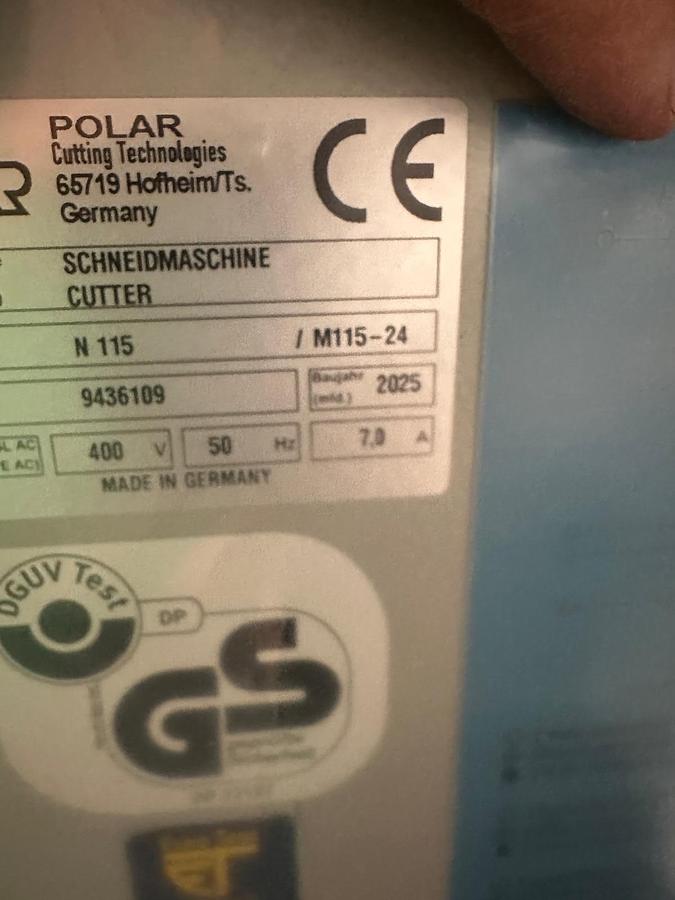 POLAR
Cutting Technologies
65719 Hofheim/Ts.
Germany
CE
SCHNEIDMASCHINE
CUTTER
N 115 / M115-24
9436109
Baujahr
(mfd.) 2025
400 V 50 Hz 7,0 A
MADE IN GERMANY
DGUV Test
DP
GS